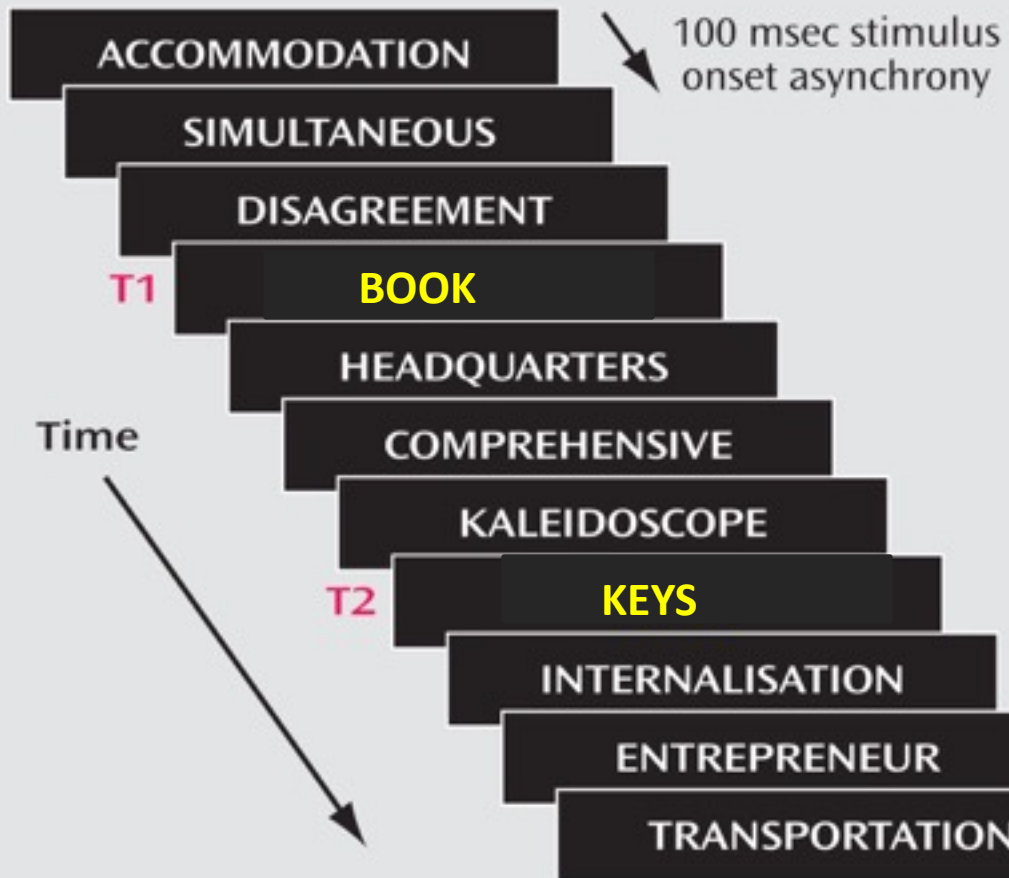 ACCOMMODATION
100 msec stimulus
onset asynchrony
SIMULTANEOUS
DISAGREEMENT
T1
BOOK
HEADQUARTERS
Time
COMPREHENSIVE
KALEIDOSCOPE
T2
KEYS
INTERNALISATION
ENTREPRENEUR
TRANSPORTATION